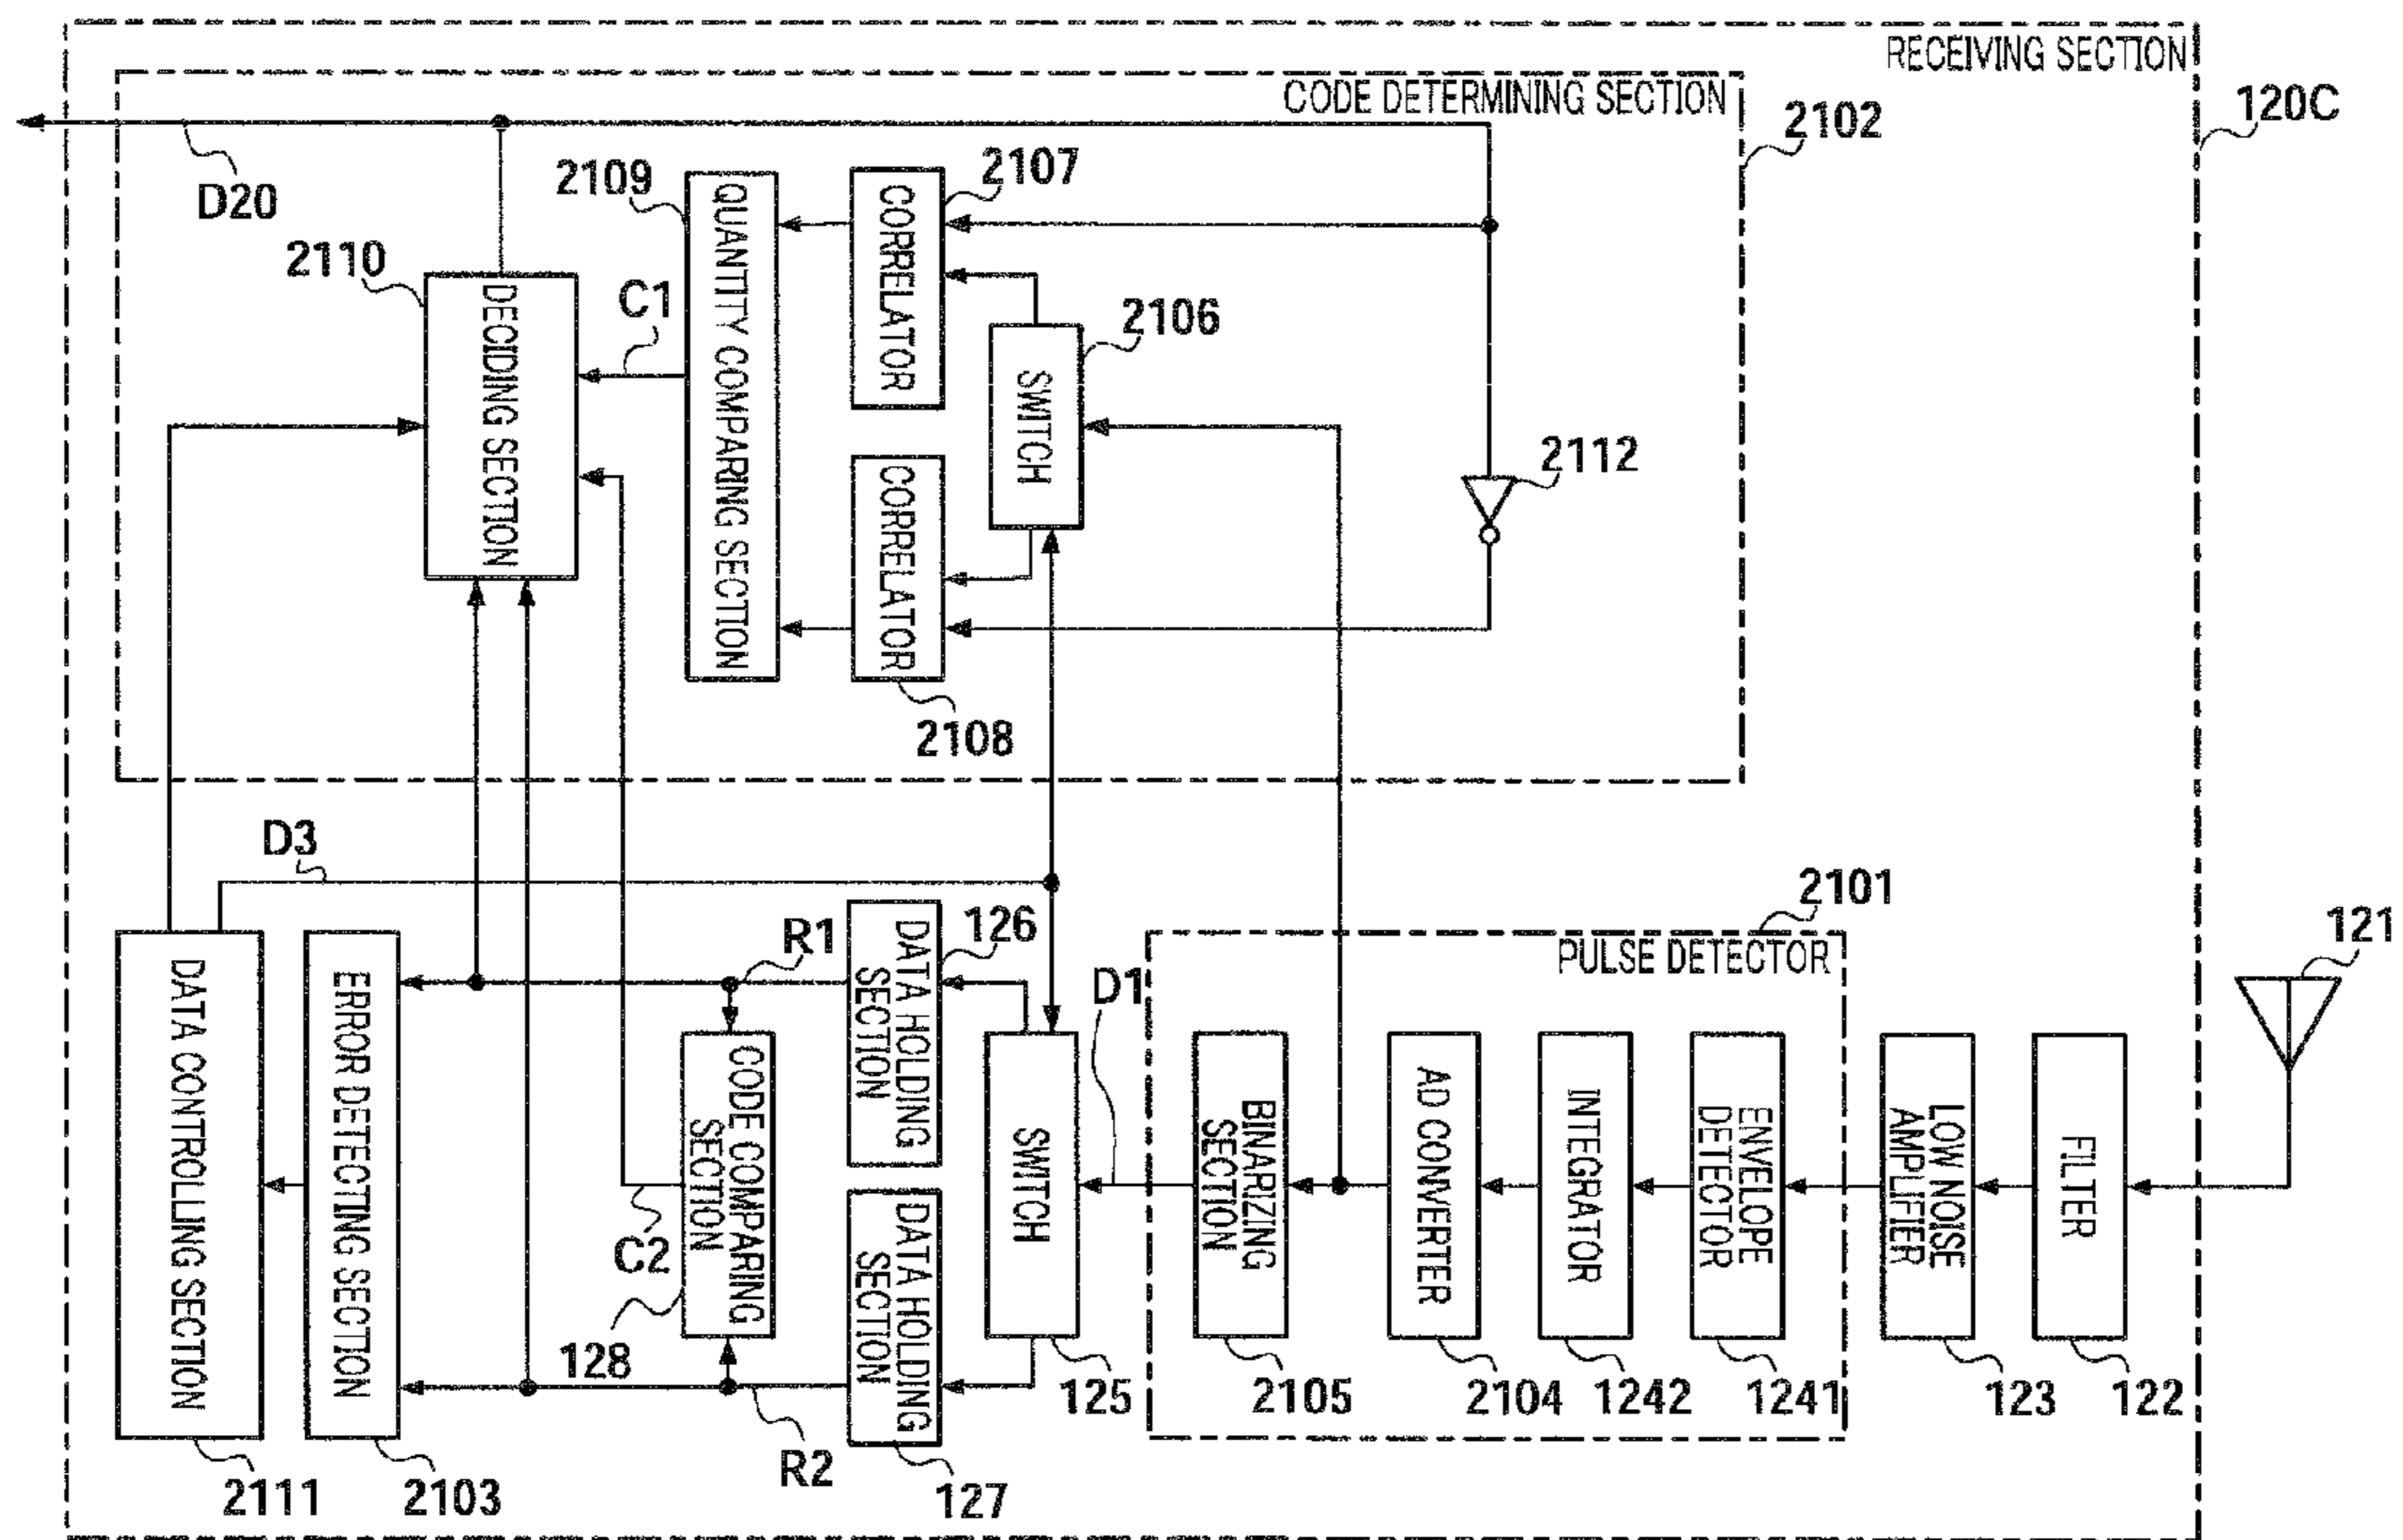 RECEIVING SECTION
120C
CODE DETERMINING SECTION
2102
D20
2109
2107
2110
C1
2106
DECIDING SECTION
QUANTITY COMPARING SECTION
CORRELATOR
SWITCH
CORRELATOR
2112
2108
D3
2101
PULSE DETECTOR
121
126
R1
D1
DATA CONTROLLING SECTION
ERROR DETECTING SECTION
CODE COMPARING
SECTION
DATA HOLDING
SECTION
DATA HOLDING
SECTION
SWITCH
BINARIZING
SECTION
AD CONVERTER
INTEGRATOR
ENVELOPE
DETECTOR
LOW NOISE
AMPLIFIER
FILTER
C2
128
125
2105
2104
1242
1241
123
122
R2
127
2111
2103